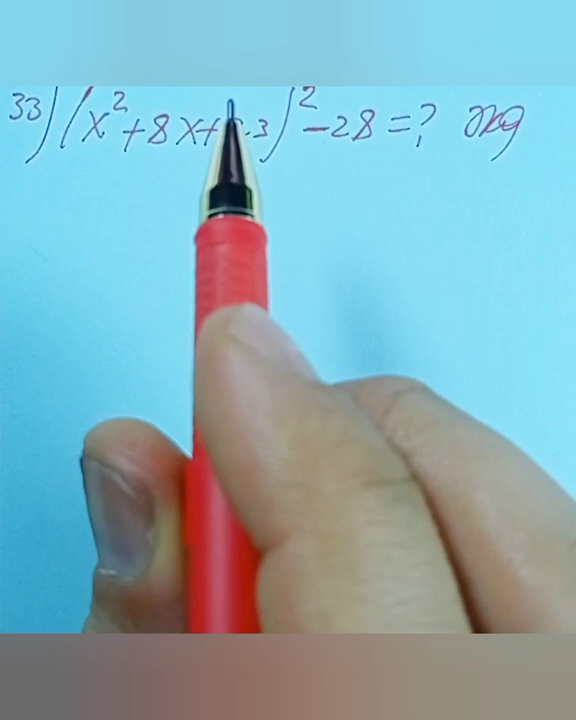 33) (x²+8x+ .3)²-28=?